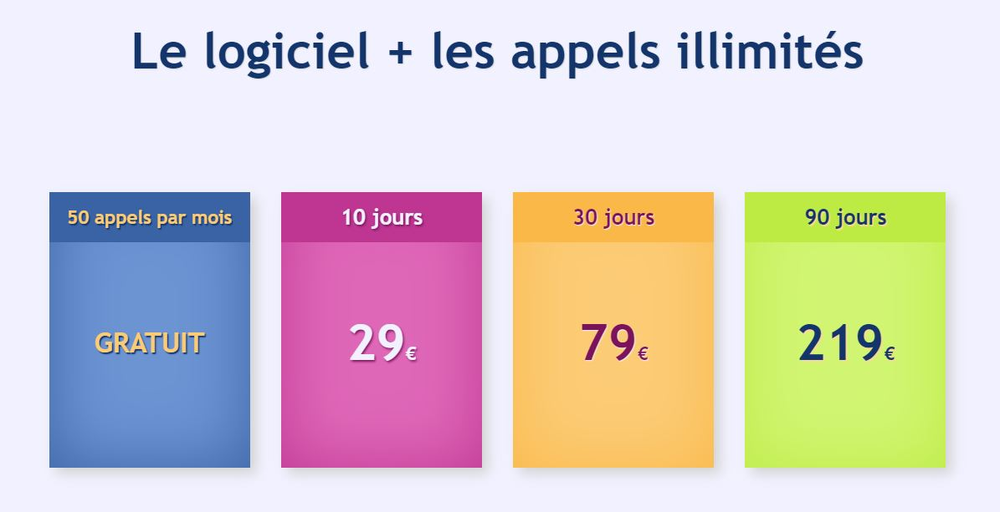 Le logiciel + les appels illimités
50 appels par mois
GRATUIT
10 jours
29€
30 jours
79€
90 jours
219€